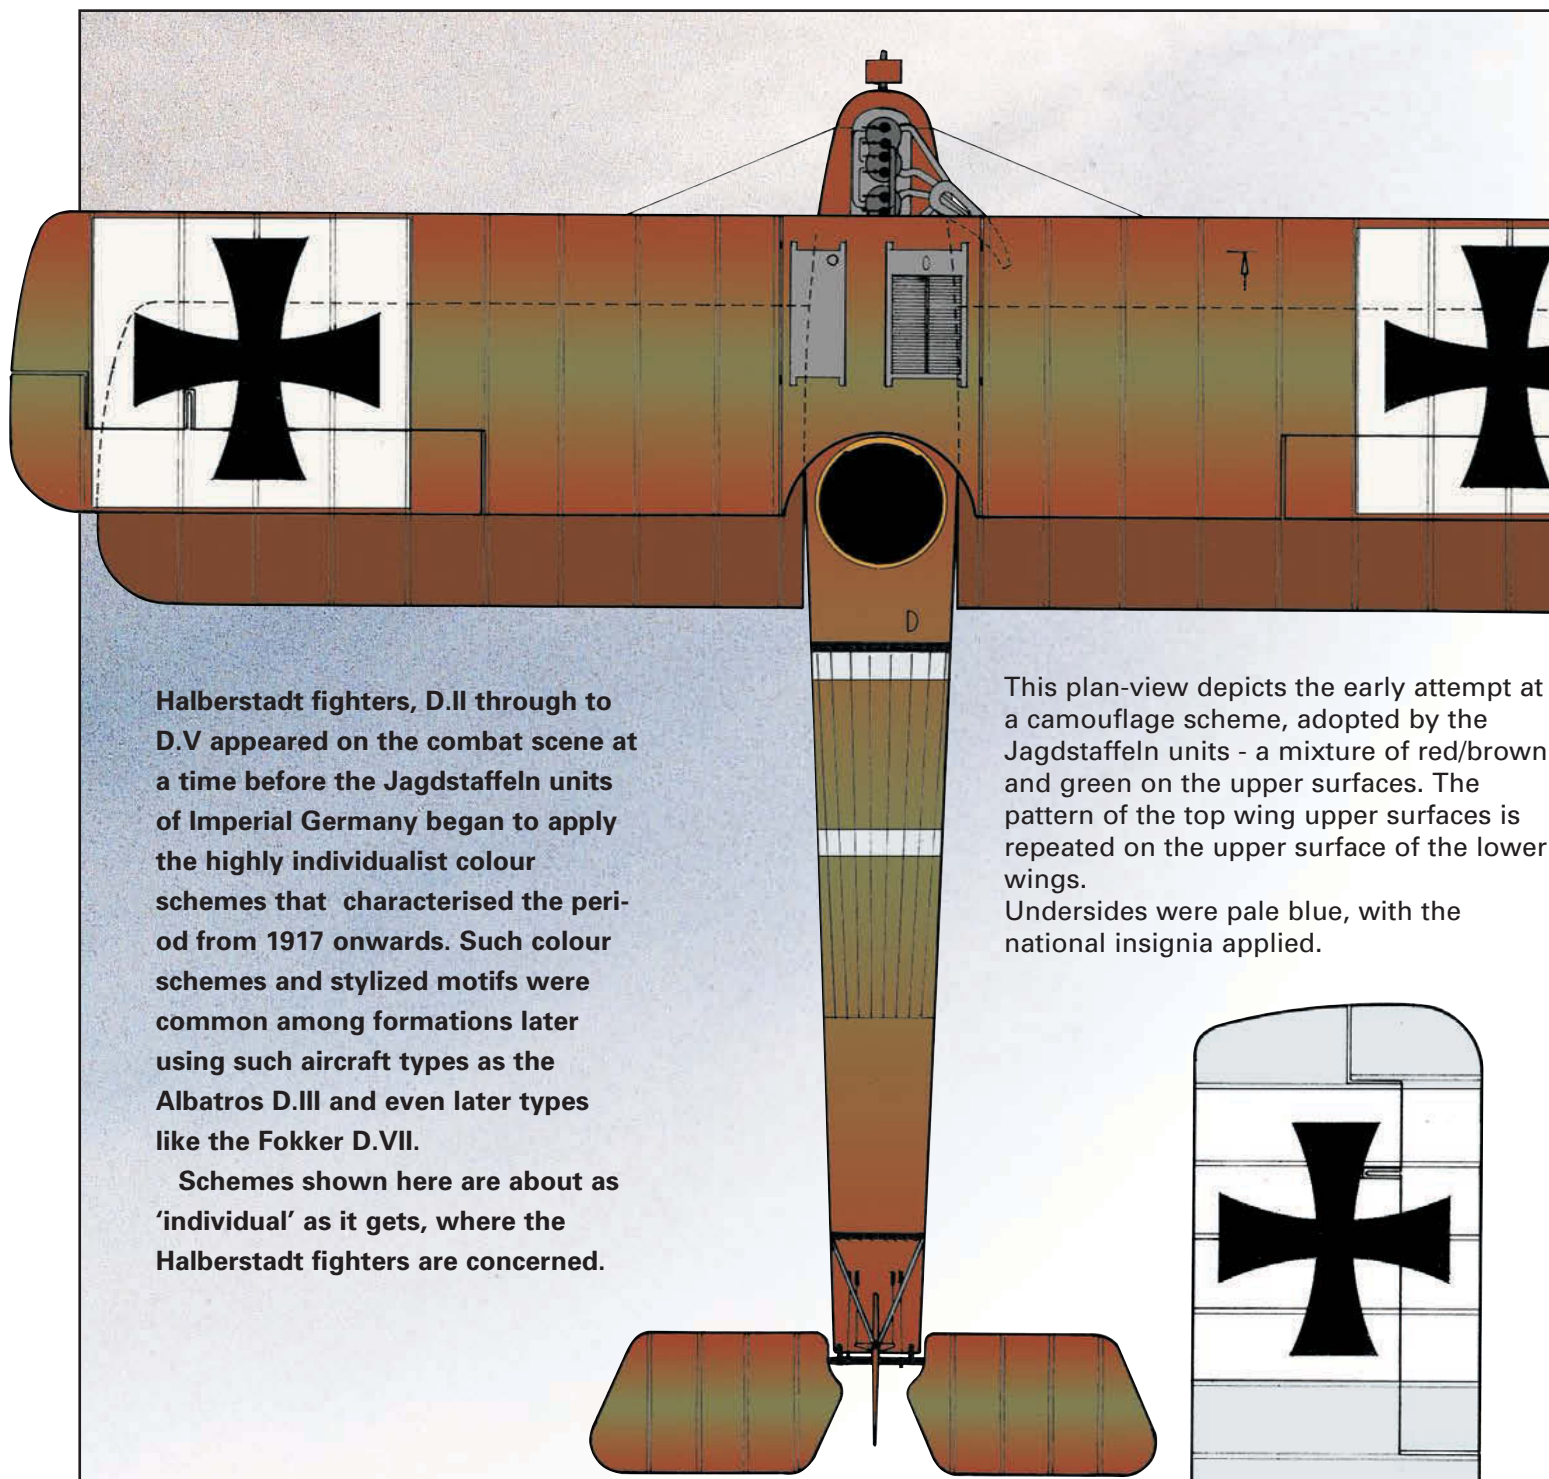 Halberstadt fighters, D.II through to
D.V appeared on the combat scene at
a time before the Jagdstaffeln units
of Imperial Germany began to apply
the highly individualist colour
schemes that  characterised the peri-
od from 1917 onwards. Such colour
schemes and stylized motifs were
common among formations later
using such aircraft types as the
Albatros D.III and even later types
like the Fokker D.VII.
Schemes shown here are about as
‘individual’ as it gets, where the
Halberstadt fighters are concerned.
D
This plan-view depicts the early attempt at
a camouflage scheme, adopted by the
Jagdstaffeln units - a mixture of red/brown
and green on the upper surfaces. The
pattern of the top wing upper surfaces is
repeated on the upper surface of the lower
wings.
Undersides were pale blue, with the
national insignia applied.